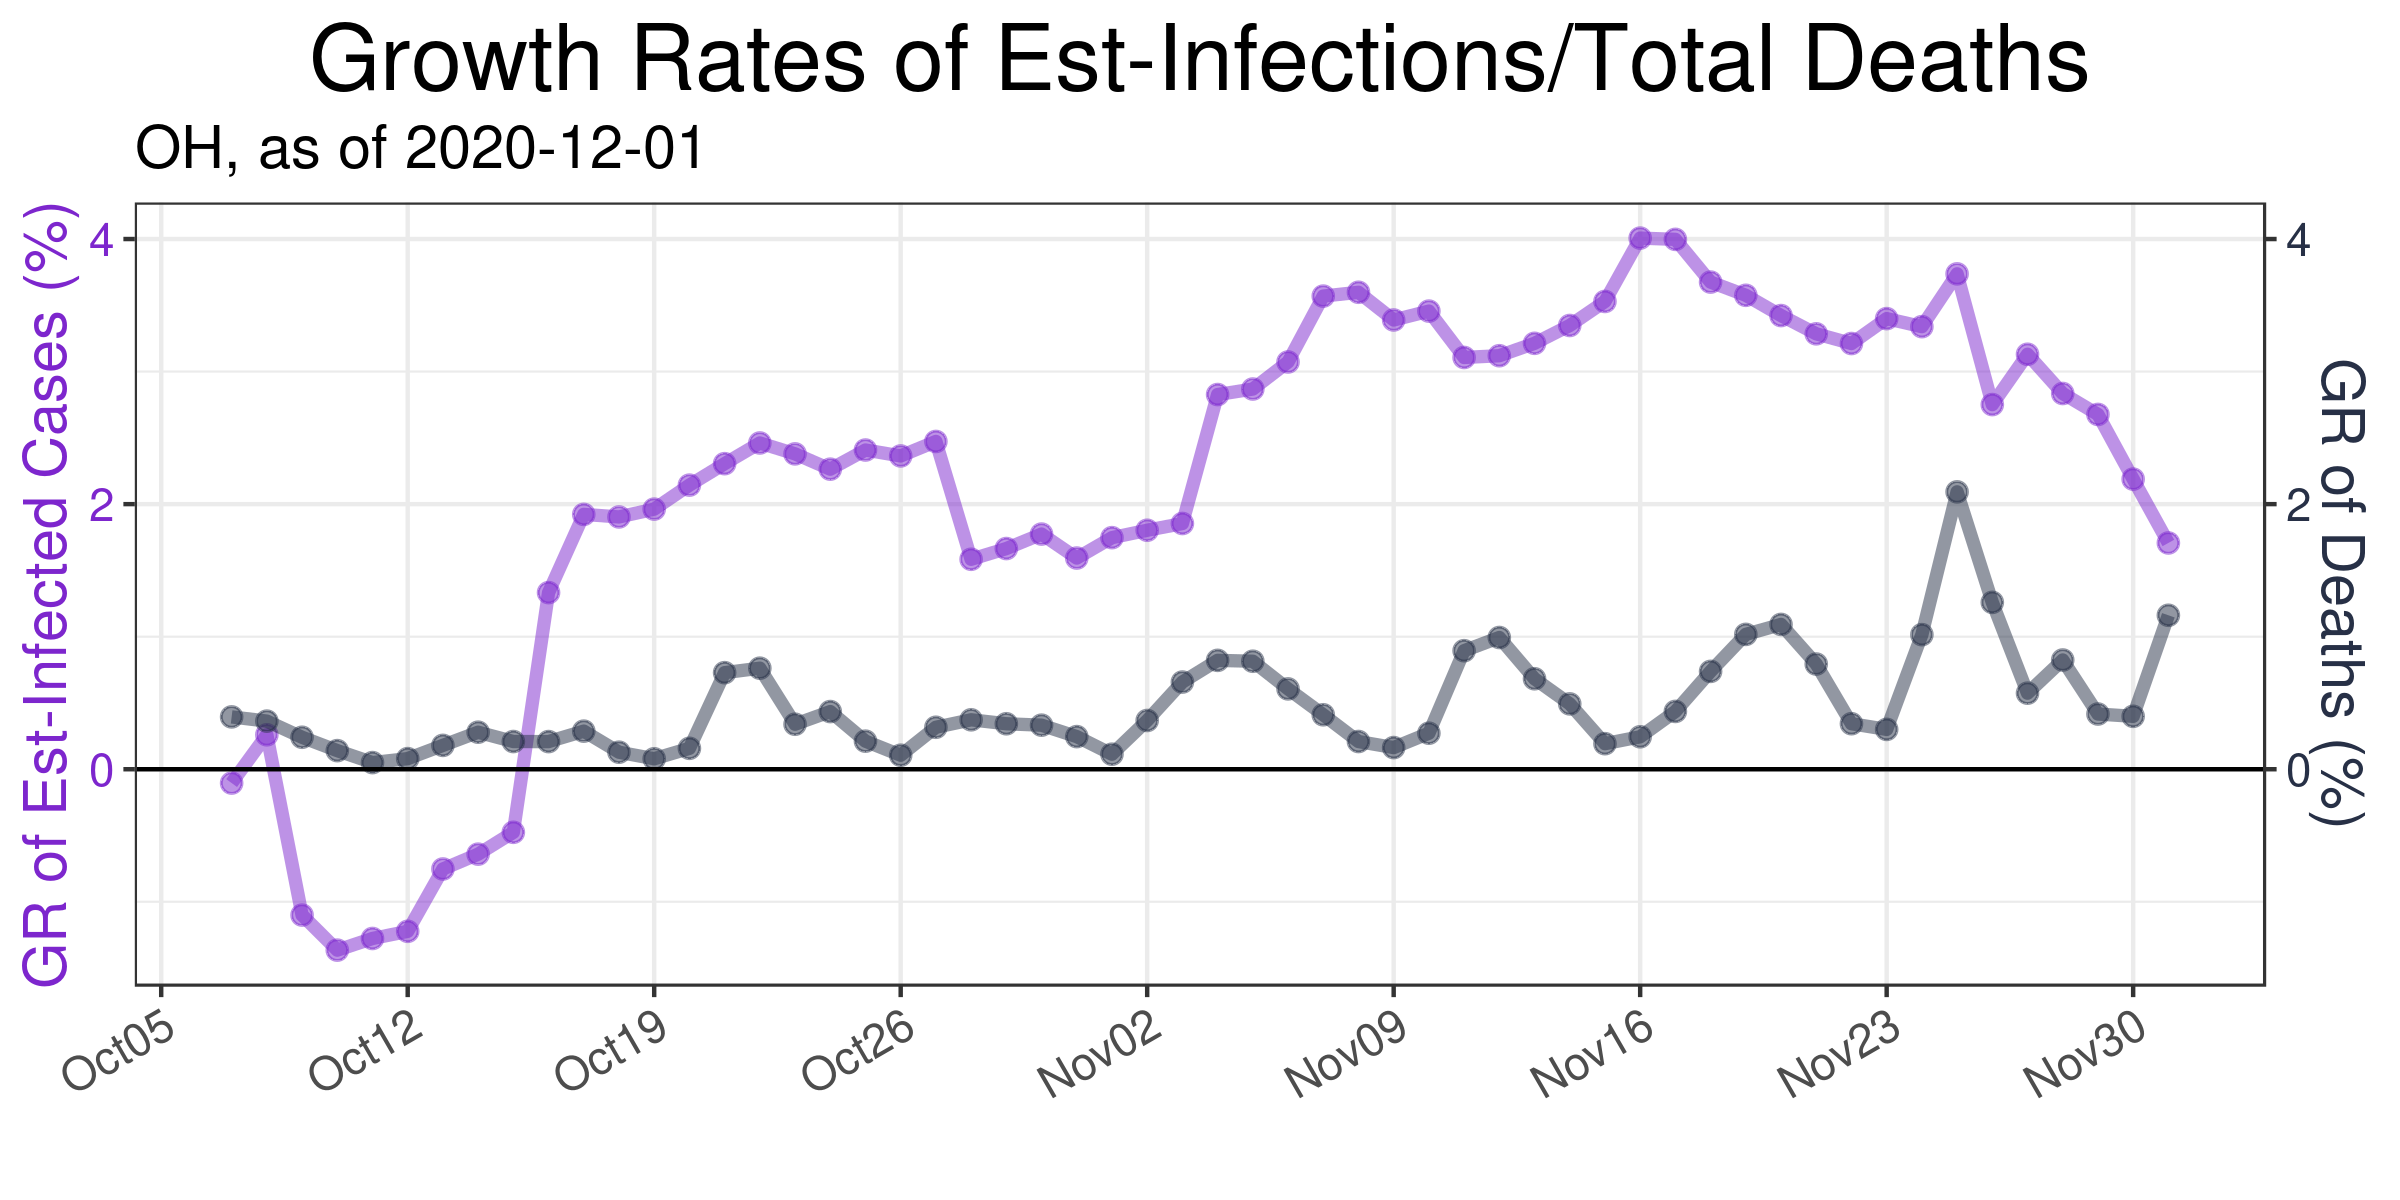 Growth Rates of Est-Infections/Total Deaths
OH, as of 2020-12-01
GR of Est-Infected Cases (%)
4
2
0
4
2
0
GR of Deaths (%)
Oct05
Oct12
Oct19
Oct26
Nov02
Nov09
Nov16
Nov23
Nov30